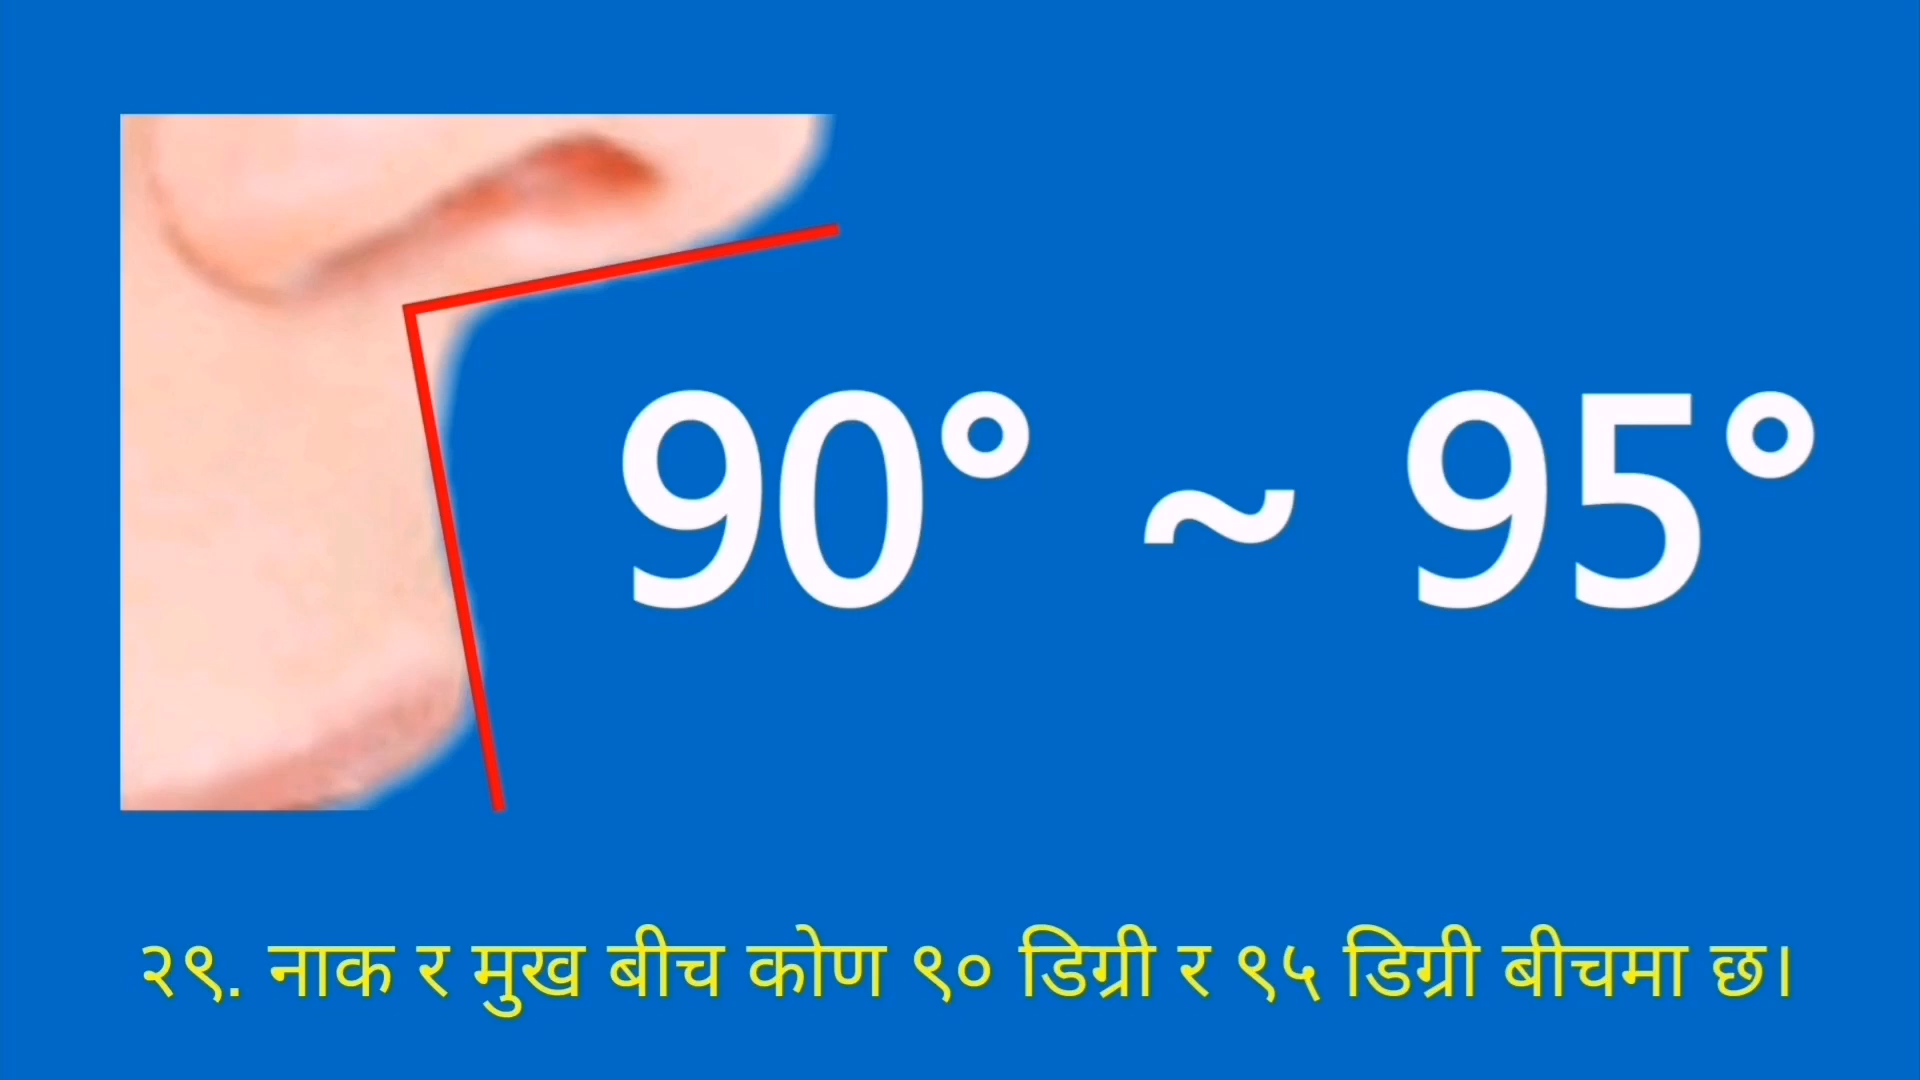 90° ~ 95°
२९. नाक र मुख बीच कोण ९० डिग्री र ९५ डिग्री बीचमा छ।